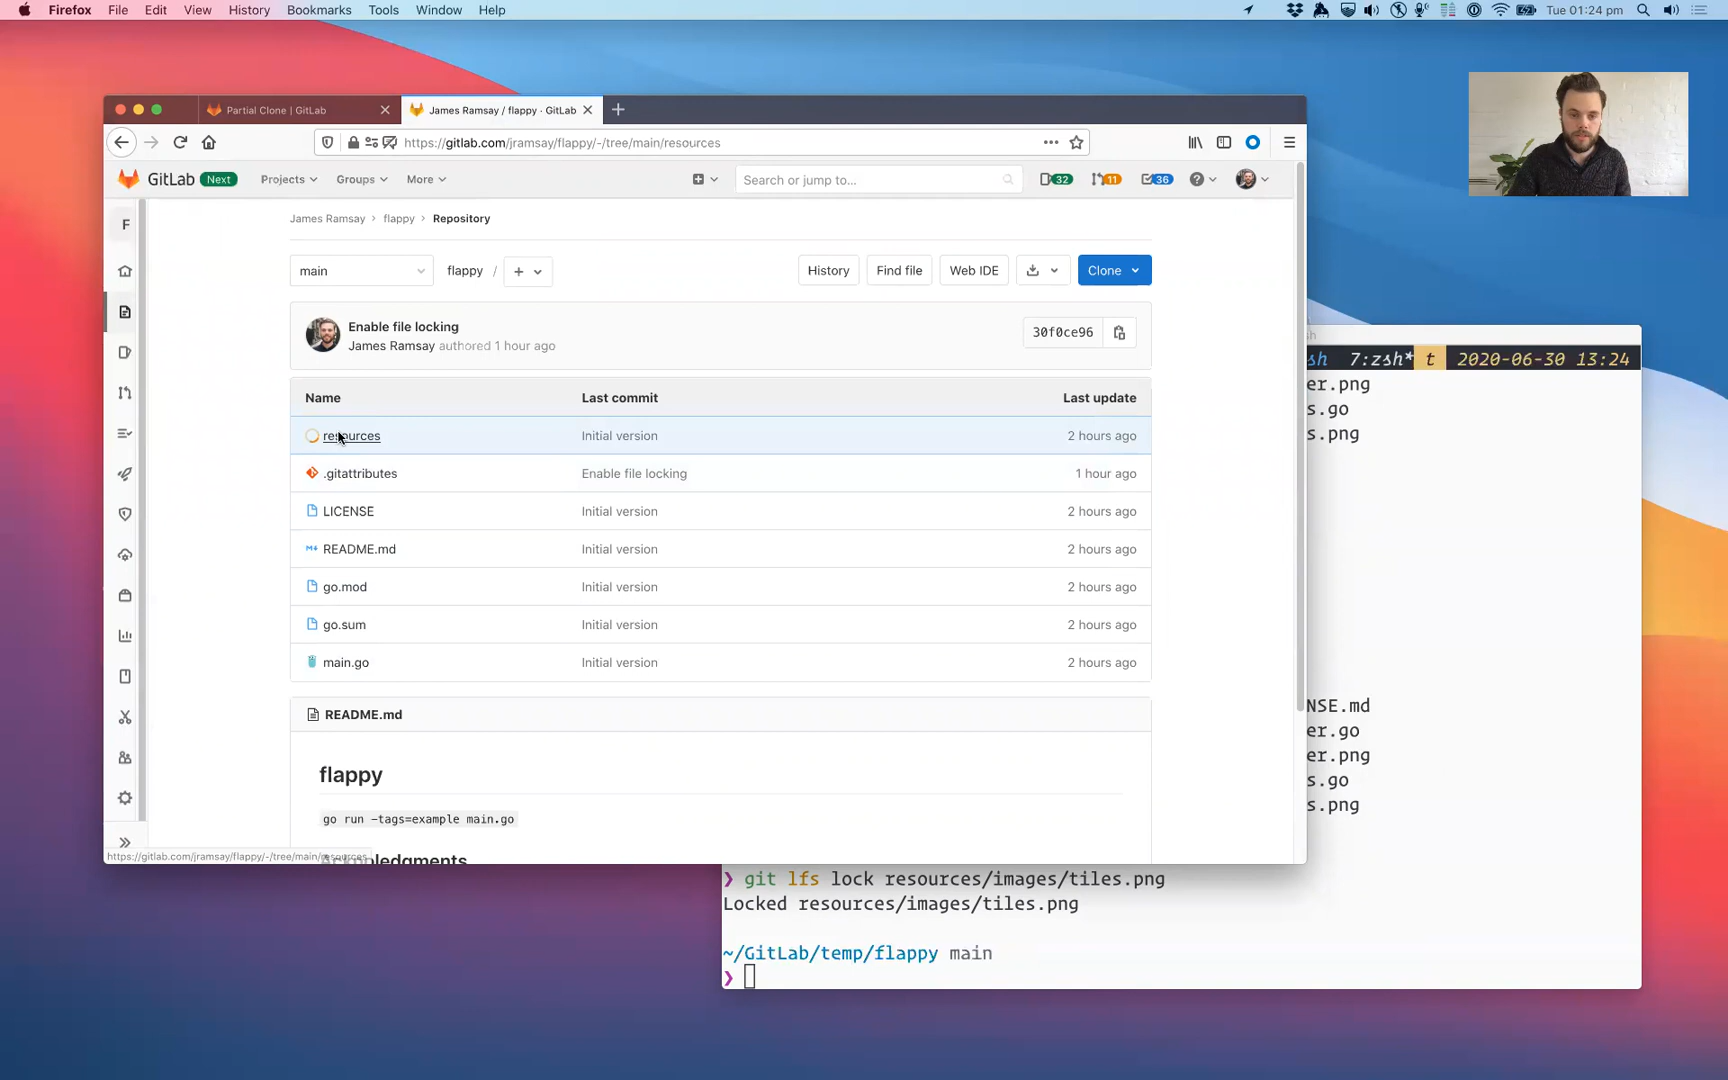 Firefox File Edit View History Bookmarks Tools Window Help Tue 01:24 pm
Partial Clone | GitLab James Ramsay / flappy · GitLab
https://gitlab.com/jramsay/flappy/-/tree/main/resources
GitLab Next Projects Groups More Search or jump to... 32 11 36
F
James Ramsay > flappy > Repository
main flappy / + History Find file Web IDE Clone
Enable file locking
James Ramsay authored 1 hour ago
30f0ce96
Name Last commit Last update
resources Initial version 2 hours ago
.gitattributes Enable file locking 1 hour ago
LICENSE Initial version 2 hours ago
README.md Initial version 2 hours ago
go.mod Initial version 2 hours ago
go.sum Initial version 2 hours ago
main.go Initial version 2 hours ago
README.md
flappy
go run -tags=example main.go
https://gitlab.com/jramsay/flappy/-/tree/main/resources
sh 7:zsh* t 2020-06-30 13:24
er.png
s.go
s.png
NSE.md
er.go
er.png
s.go
s.png
❯ git lfs lock resources/images/tiles.png
Locked resources/images/tiles.png
~/GitLab/temp/flappy main
❯